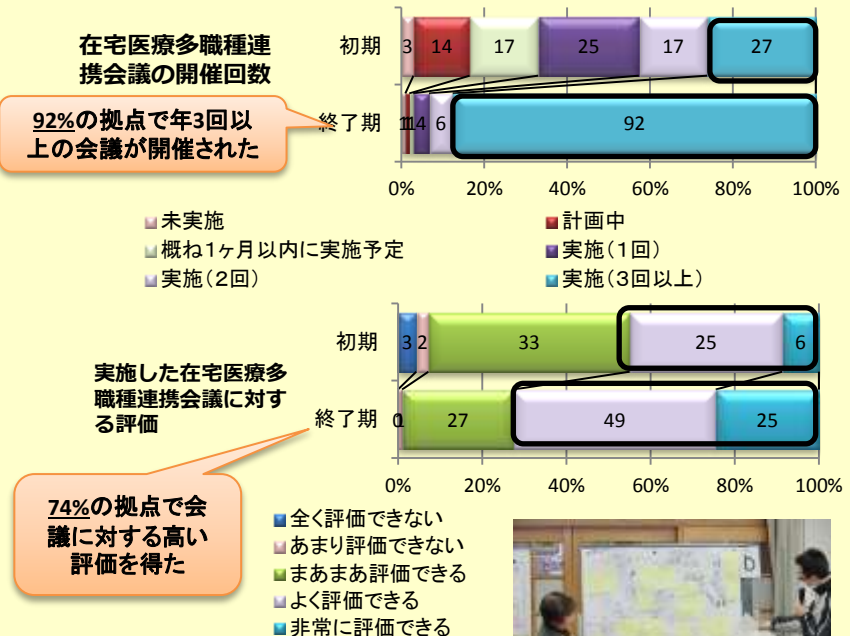 在宅医療多職種連
携会議の開催回数
初期
3 14 17 25 17 27
92%の拠点で年3回以
上の会議が開催された
終了期
1 1 4 6 92
0% 20% 40% 60% 80% 100%
未実施 計画中
概ね1ヶ月以内に実施予定 実施(1回)
実施(2回) 実施(3回以上)
初期
3 2 33 25 6
実施した在宅医療多
職種連携会議に対す
る評価
終了期
0 1 27 49 25
0% 20% 40% 60% 80% 100%
74%の拠点で会
議に対する高い
評価を得た
全く評価できない
あまり評価できない
まあまあ評価できる
よく評価できる
非常に評価できる